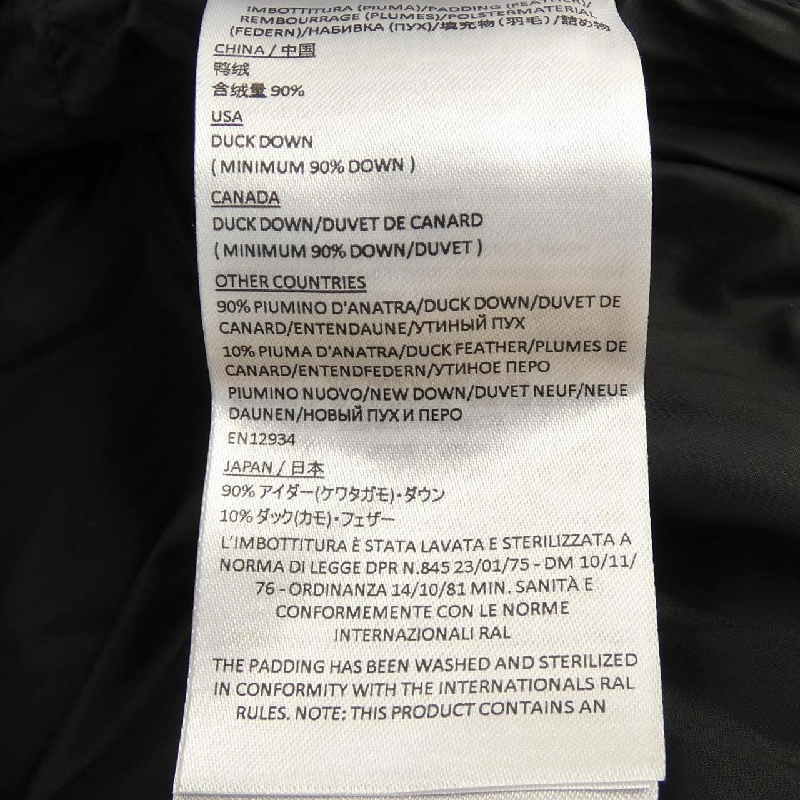 IMBOTTITURA (PIUMA)/PADDING (FEATHER)/
REMBOURRAGE (PLUMES)/POLSTERMATERIAL
(FEDERN)/НАБИВКА (ПУХ)/填充物(羽毛)/詰め物
CHINA / 中国
鸭绒
含绒量 90%
USA
DUCK DOWN
( MINIMUM 90% DOWN )
CANADA
DUCK DOWN/DUVET DE CANARD
( MINIMUM 90% DOWN/DUVET )
OTHER COUNTRIES
90% PIUMINO D'ANATRA/DUCK DOWN/DUVET DE
CANARD/ENTENDAUNE/УТИНЫЙ ПУХ
10% PIUMA D'ANATRA/DUCK FEATHER/PLUMES DE
CANARD/ENTENDFEDERN/УТИНОЕ ПЕРО
PIUMINO NUOVO/NEW DOWN/DUVET NEUF/NEUE
DAUNEN/НОВЫЙ ПУХ И ПЕРО
EN12934
JAPAN / 日本
90% アイダー(ケワタガモ)・ダウン
10% ダック(カモ)・フェザー
L'IMBOTTITURA È STATA LAVATA E STERILIZZATA A
NORMA DI LEGGE DPR N.845 23/01/75 - DM 10/11/
76 - ORDINANZA 14/10/81 MIN. SANITÀ E
CONFORMEMENTE CON LE NORME
INTERNAZIONALI RAL
THE PADDING HAS BEEN WASHED AND STERILIZED
IN CONFORMITY WITH THE INTERNATIONALS RAL
RULES. NOTE: THIS PRODUCT CONTAINS AN